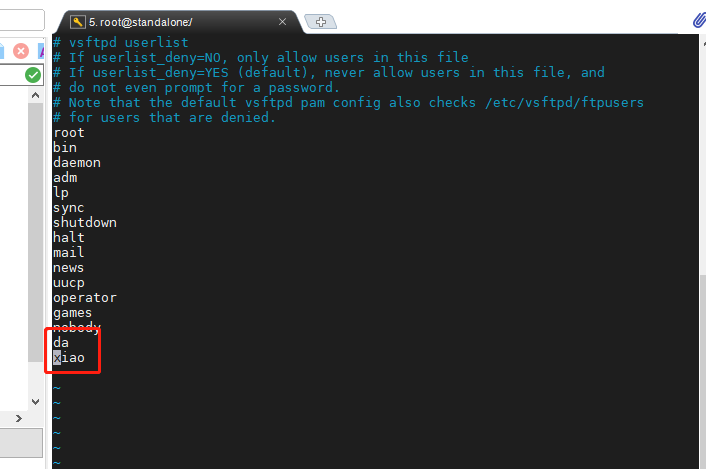 5. root@standalone:/
# vsftpd userlist
# If userlist_deny=NO, only allow users in this file
# If userlist_deny=YES (default), never allow users in this file, and
# do not even prompt for a password.
# Note that the default vsftpd pam config also checks /etc/vsftpd/ftpusers
# for users that are denied.
root
bin
daemon
adm
lp
sync
shutdown
halt
mail
news
uucp
operator
games
nobody
da
xiao
~
~
~
~
~
~